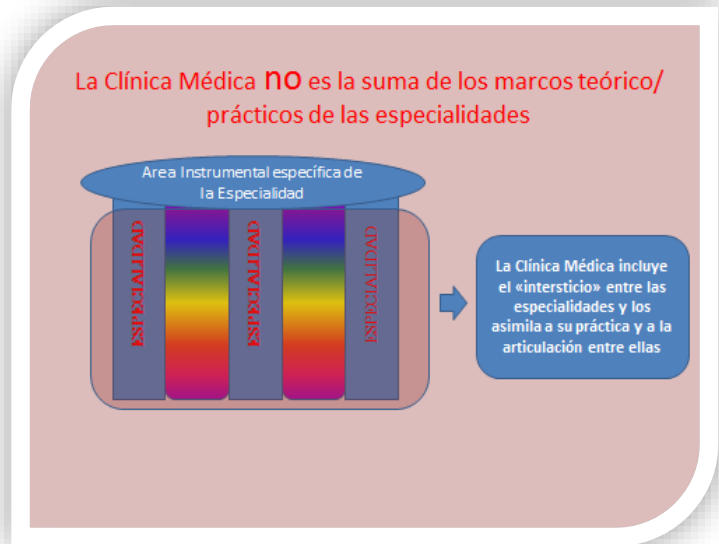 La Clínica Médica no es la suma de los marcos teórico/
prácticos de las especialidades
Area Instrumental específica de
la Especialidad
ESPECIALIDAD
ESPECIALIDAD
ESPECIALIDAD
La Clínica Médica incluye
el «intersticio» entre las
especialidades y los
asimila a su práctica y a la
articulación entre ellas